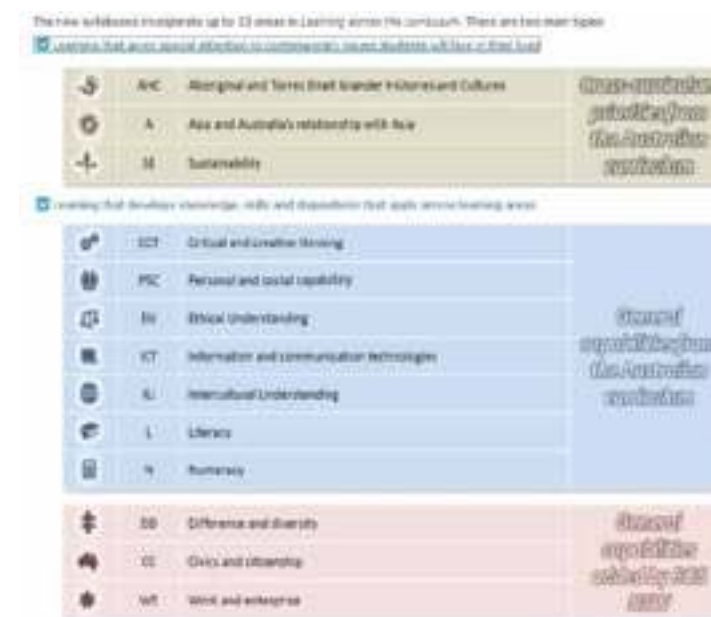 The new syllabuses incorporate up to 13 areas in Learning across the curriculum. There are two main types:
Learning that gives special attention to contemporary issues students will face in their lives
AHC Aboriginal and Torres Strait Islander Histories and Cultures
A Asia and Australia's relationship with Asia
SE Sustainability
Cross-curriculum
priorities from
the Australian
curriculum
Learning that develops knowledge, skills and dispositions that apply across learning areas
CCT Critical and creative thinking
PSC Personal and social capability
EU Ethical Understanding
ICT Information and communication technologies
IU Intercultural Understanding
L Literacy
N Numeracy
General
capabilities from
the Australian
curriculum
DD Difference and diversity
CC Civics and citizenship
WE Work and enterprise
General
capabilities
added by BOS
NSW